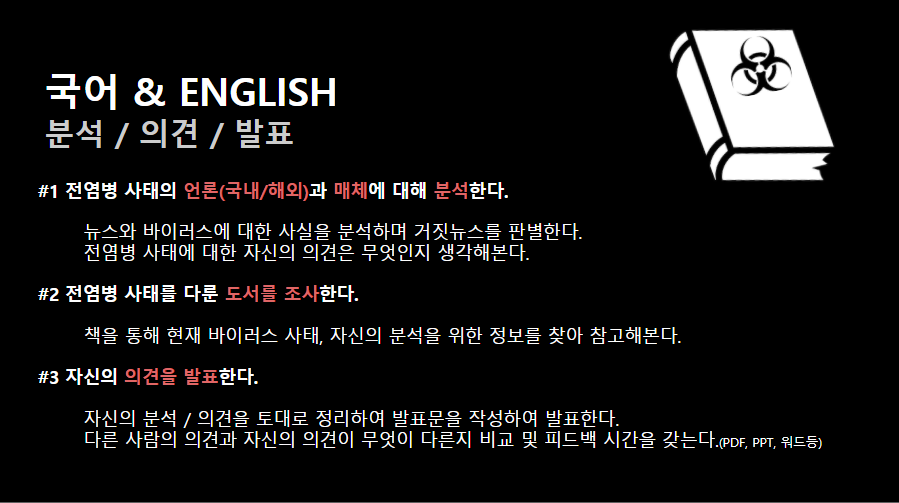 국어 & ENGLISH
분석 / 의견 / 발표
#1 전염병 사태의 언론(국내/해외)과 매체에 대해 분석한다.
뉴스와 바이러스에 대한 사실을 분석하며 거짓뉴스를 판별한다.
전염병 사태에 대한 자신의 의견은 무엇인지 생각해본다.
#2 전염병 사태를 다룬 도서를 조사한다.
책을 통해 현재 바이러스 사태, 자신의 분석을 위한 정보를 찾아 참고해본다.
#3 자신의 의견을 발표한다.
자신의 분석 / 의견을 토대로 정리하여 발표문을 작성하여 발표한다.
다른 사람의 의견과 자신의 의견이 무엇이 다른지 비교 및 피드백 시간을 갖는다.(PDF, PPT, 워드등)